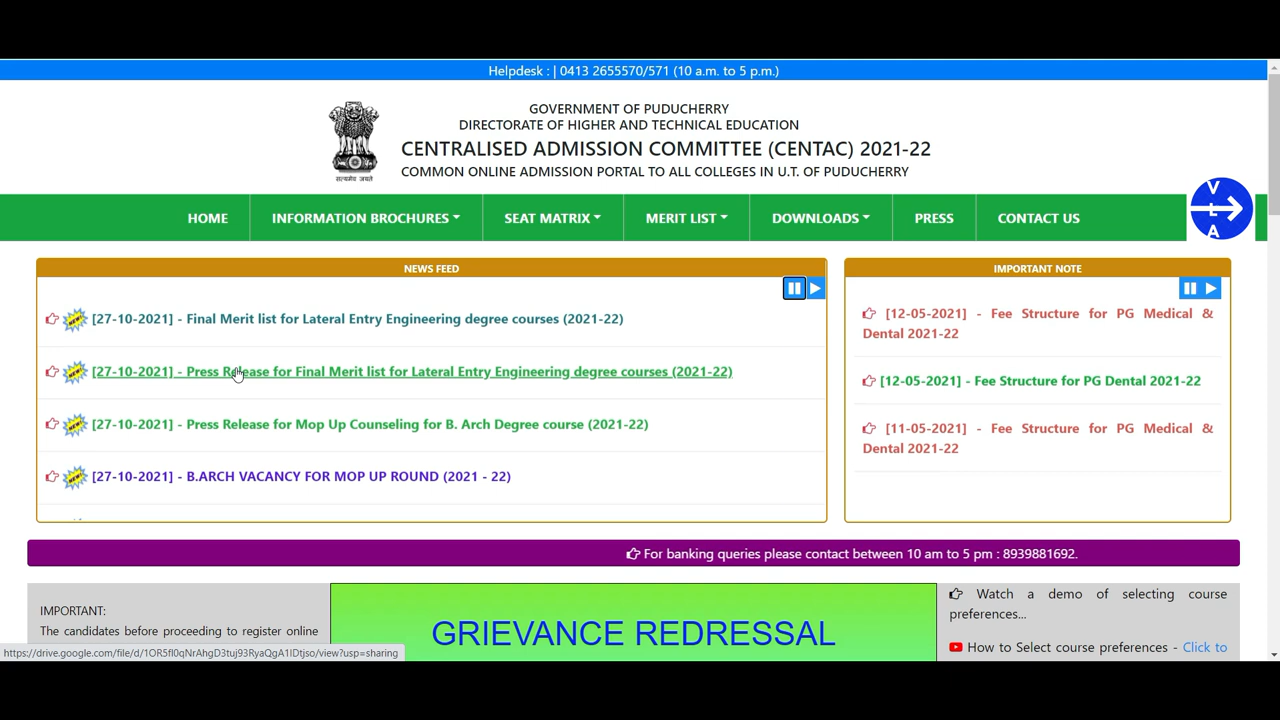 Helpdesk : | 0413 2655570/571 (10 a.m. to 5 p.m.)
GOVERNMENT OF PUDUCHERRY
DIRECTORATE OF HIGHER AND TECHNICAL EDUCATION
CENTRALISED ADMISSION COMMITTEE (CENTAC) 2021-22
COMMON ONLINE ADMISSION PORTAL TO ALL COLLEGES IN U.T. OF PUDUCHERRY
सत्यमेव जयते
HOME INFORMATION BROCHURES SEAT MATRIX MERIT LIST DOWNLOADS PRESS CONTACT US
V
L
A
NEWS FEED
[27-10-2021] - Final Merit list for Lateral Entry Engineering degree courses (2021-22)
[27-10-2021] - Press Release for Final Merit list for Lateral Entry Engineering degree courses (2021-22)
[27-10-2021] - Press Release for Mop Up Counseling for B. Arch Degree course (2021-22)
[27-10-2021] - B.ARCH VACANCY FOR MOP UP ROUND (2021 - 22)
IMPORTANT NOTE
[12-05-2021] - Fee Structure for PG Medical &
Dental 2021-22
[12-05-2021] - Fee Structure for PG Dental 2021-22
[11-05-2021] - Fee Structure for PG Medical &
Dental 2021-22
For banking queries please contact between 10 am to 5 pm : 8939881692.
IMPORTANT:
The candidates before proceeding to register online
GRIEVANCE REDRESSAL
Watch a demo of selecting course
preferences...
How to Select course preferences - Click to